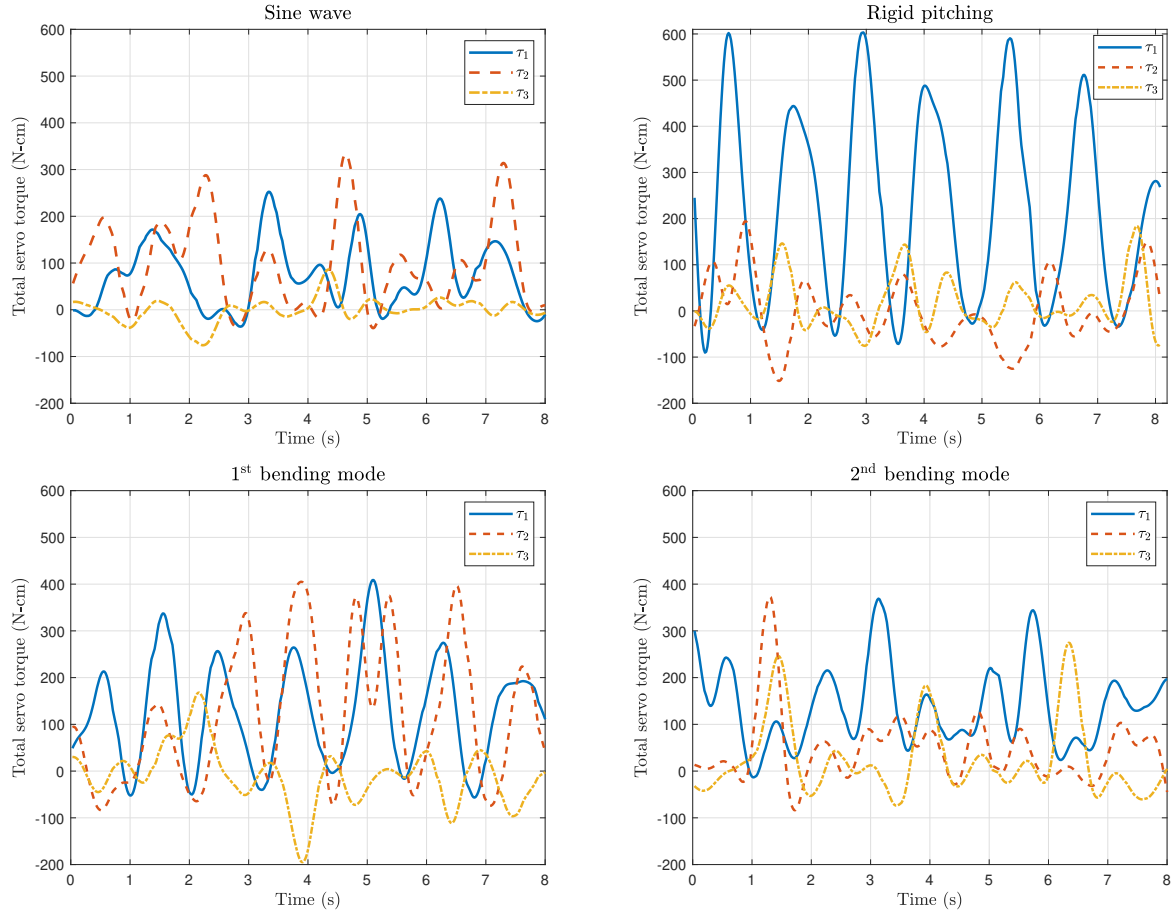 Sine wave
Total servo torque (N-cm)
600
500
400
300
200
100
0
-100
-200
0 1 2 3 4 5 6 7 8
Time (s)
τ1
τ2
τ3
Rigid pitching
Total servo torque (N-cm)
600
500
400
300
200
100
0
-100
-200
0 1 2 3 4 5 6 7 8
Time (s)
τ1
τ2
τ3
1st bending mode
Total servo torque (N-cm)
600
500
400
300
200
100
0
-100
-200
0 1 2 3 4 5 6 7 8
Time (s)
τ1
τ2
τ3
2nd bending mode
Total servo torque (N-cm)
600
500
400
300
200
100
0
-100
-200
0 1 2 3 4 5 6 7 8
Time (s)
τ1
τ2
τ3